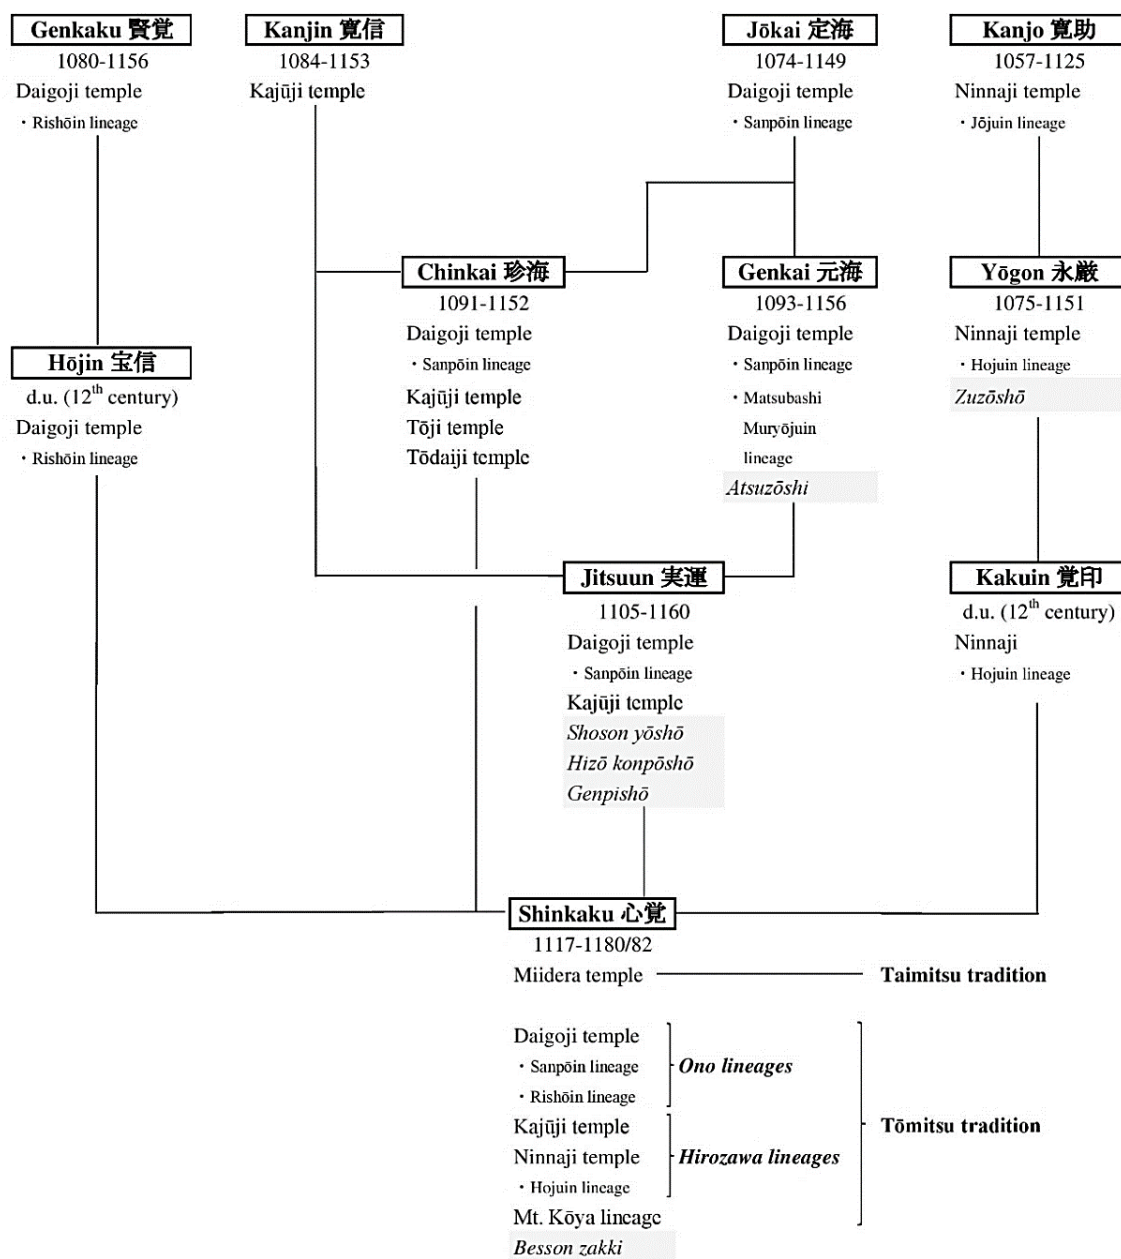 Genkaku 賢覚
1080-1156
Daigoji temple
・Rishōin lineage
Kanjin 寛信
1084-1153
Kajūji temple
Jōkai 定海
1074-1149
Daigoji temple
・Sanpōin lineage
Kanjo 寛助
1057-1125
Ninnaji temple
・Jōjuin lineage
Chinkai 珍海
1091-1152
Daigoji temple
・Sanpōin lineage
Kajūji temple
Tōji temple
Tōdaiji temple
Genkai 元海
1093-1156
Daigoji temple
・Sanpōin lineage
・Matsubashi
Muryōjuin
lineage
Atsuzōshi
Yōgon 永厳
1075-1151
Ninnaji temple
・Hojuin lineage
Zuzōshō
Hōjin 宝信
d.u. (12th century)
Daigoji temple
・Rishōin lineage
Jitsuun 実運
1105-1160
Daigoji temple
・Sanpōin lineage
Kajūji temple
Shoson yōshō
Hizō konpōshō
Genpishō
Kakuin 覚印
d.u. (12th century)
Ninnaji
・Hojuin lineage
Shinkaku 心覚
1117-1180/82
Miidera temple
Taimitsu tradition
Daigoji temple
・Sanpōin lineage
・Rishōin lineage
Ono lineages
Kajūji temple
Ninnaji temple
・Hojuin lineage
Hirozawa lineages
Tōmitsu tradition
Mt. Kōya lineage
Besson zakki